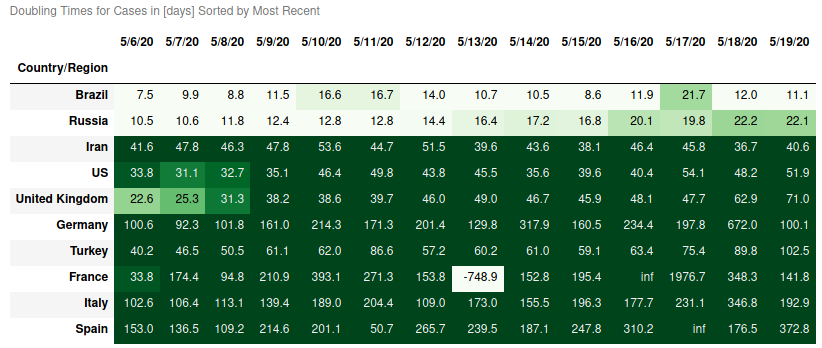 Doubling Times for Cases in [days] Sorted by Most Recent
5/6/20 5/7/20 5/8/20 5/9/20 5/10/20 5/11/20 5/12/20 5/13/20 5/14/20 5/15/20 5/16/20 5/17/20 5/18/20 5/19/20
Country/Region
Brazil 7.5 9.9 8.8 11.5 16.6 16.7 14.0 10.7 10.5 8.6 11.9 21.7 12.0 11.1
Russia 10.5 10.6 11.8 12.4 12.8 12.8 14.4 16.4 17.2 16.8 20.1 19.8 22.2 22.1
Iran 41.6 47.8 46.3 47.8 53.6 44.7 51.5 39.6 43.6 38.1 46.4 45.8 36.7 40.6
US 33.8 31.1 32.7 35.1 46.4 49.8 43.8 45.5 35.6 39.6 40.4 54.1 48.2 51.9
United Kingdom 22.6 25.3 31.3 38.2 38.6 39.7 46.0 49.0 46.7 45.9 48.1 47.7 62.9 71.0
Germany 100.6 92.3 101.8 161.0 214.3 171.3 201.4 129.8 317.9 160.5 234.4 197.8 672.0 100.1
Turkey 40.2 46.5 50.5 61.1 62.0 86.6 57.2 60.2 61.0 59.1 63.4 75.4 89.8 102.5
France 33.8 174.4 94.8 210.9 393.1 271.3 153.8 -748.9 152.8 195.4 inf 1976.7 348.3 141.8
Italy 102.6 106.4 113.1 139.4 189.0 204.4 109.0 173.0 155.5 196.3 177.7 231.1 346.8 192.9
Spain 153.0 136.5 109.2 214.6 201.1 50.7 265.7 239.5 187.1 247.8 310.2 inf 176.5 372.8